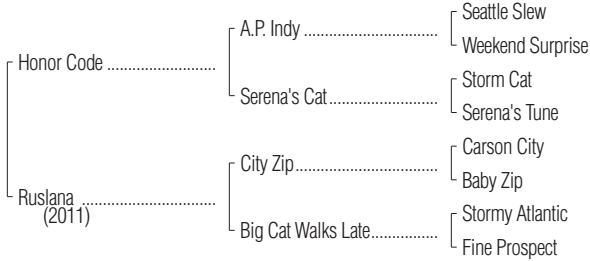 Seattle Slew
A.P. Indy ..............................
Weekend Surprise
Honor Code ........................
Storm Cat
Serena's Cat........................
Serena's Tune
Carson City
City Zip................................
Baby Zip
Ruslana ..............................
(2011)
Stormy Atlantic
Big Cat Walks Late...............
Fine Prospect